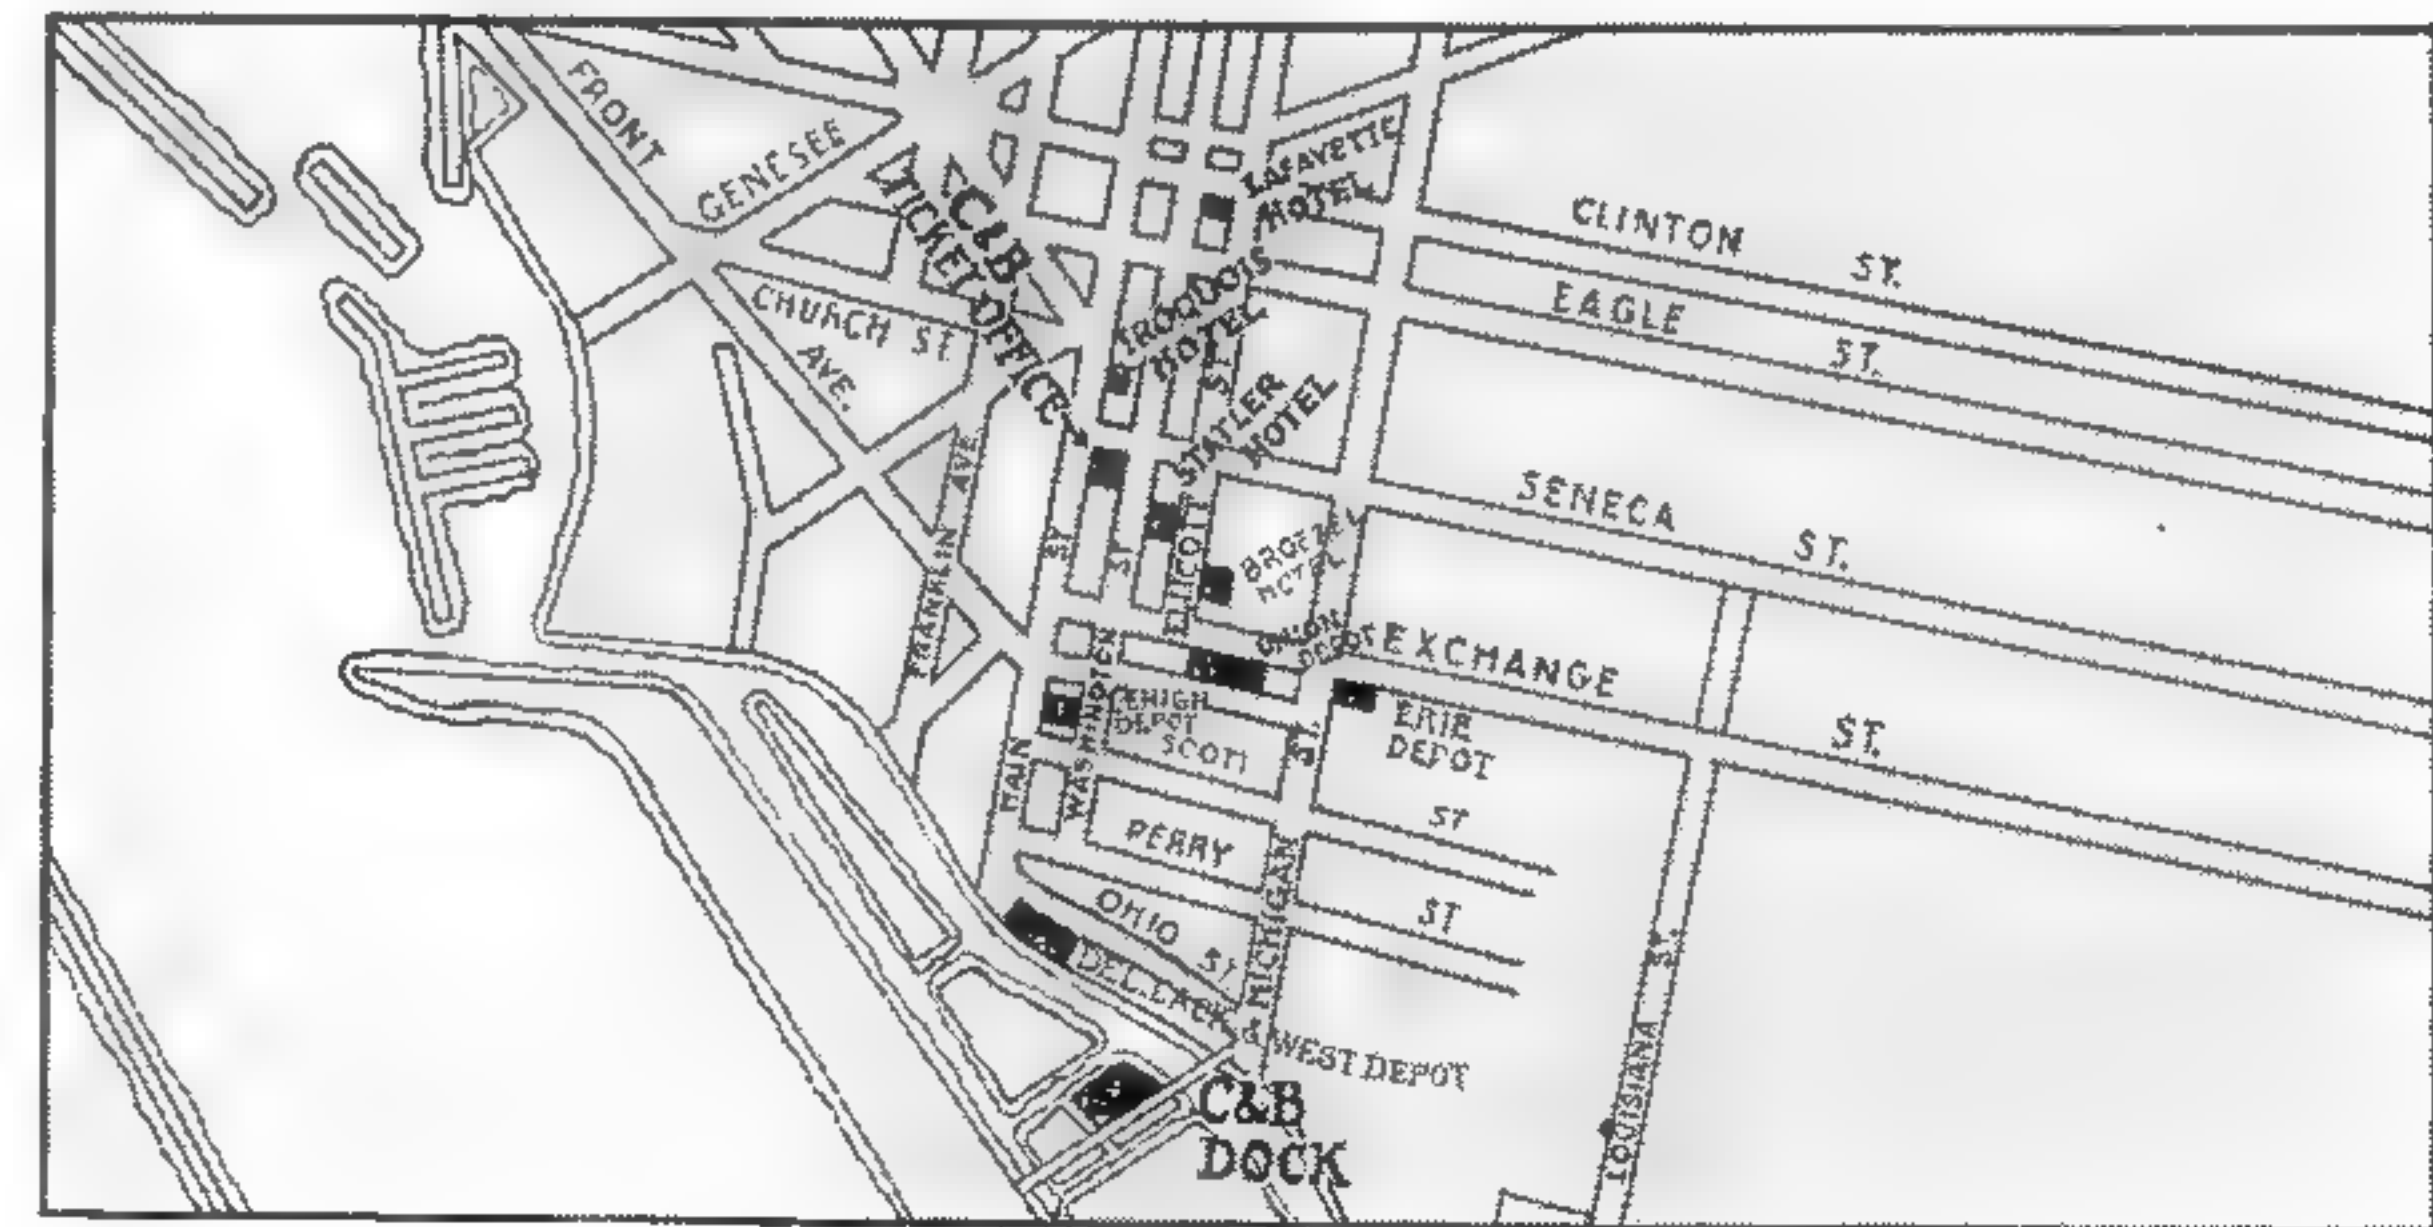 FRONT
GENESEE
CHURCH ST
AVE.
C&B
TICKET OFFICE
LAFAYETTE
HOTEL
IROQUOIS
HOTEL
ST
STATLER
HOTEL
CLINTON ST.
EAGLE ST.
SENECA ST.
FRANKLIN AVE
ST
ST
ELLICOTT
BROEZEL
HOTEL
UNION
DEPOT
EXCHANGE ST.
LEHIGH
DEPOT
ERIE
DEPOT
MAIN
WASHINGTON
SCOTT ST
ST.
PERRY ST
OHIO ST
MICHIGAN
DEL. LACK & WEST DEPOT
LOUISIANA ST.
C&B
DOCK